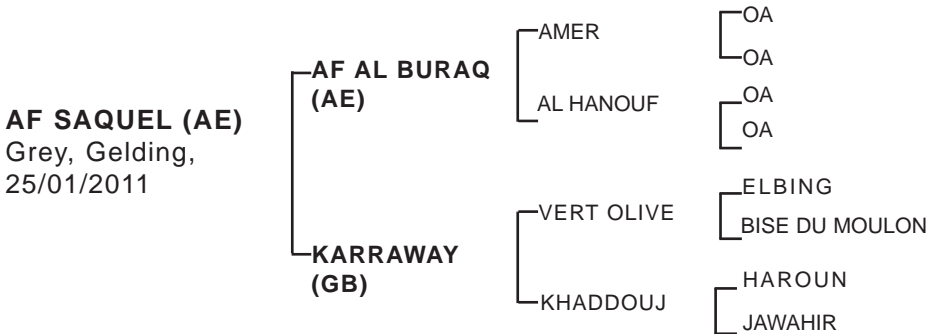 AF SAQUEL (AE)
Grey, Gelding,
25/01/2011
AF AL BURAQ
(AE)
KARRAWAY
(GB)
AMER
AL HANOUF
VERT OLIVE
KHADDOUJ
OA
OA
OA
OA
ELBING
BISE DU MOULON
HAROUN
JAWAHIR